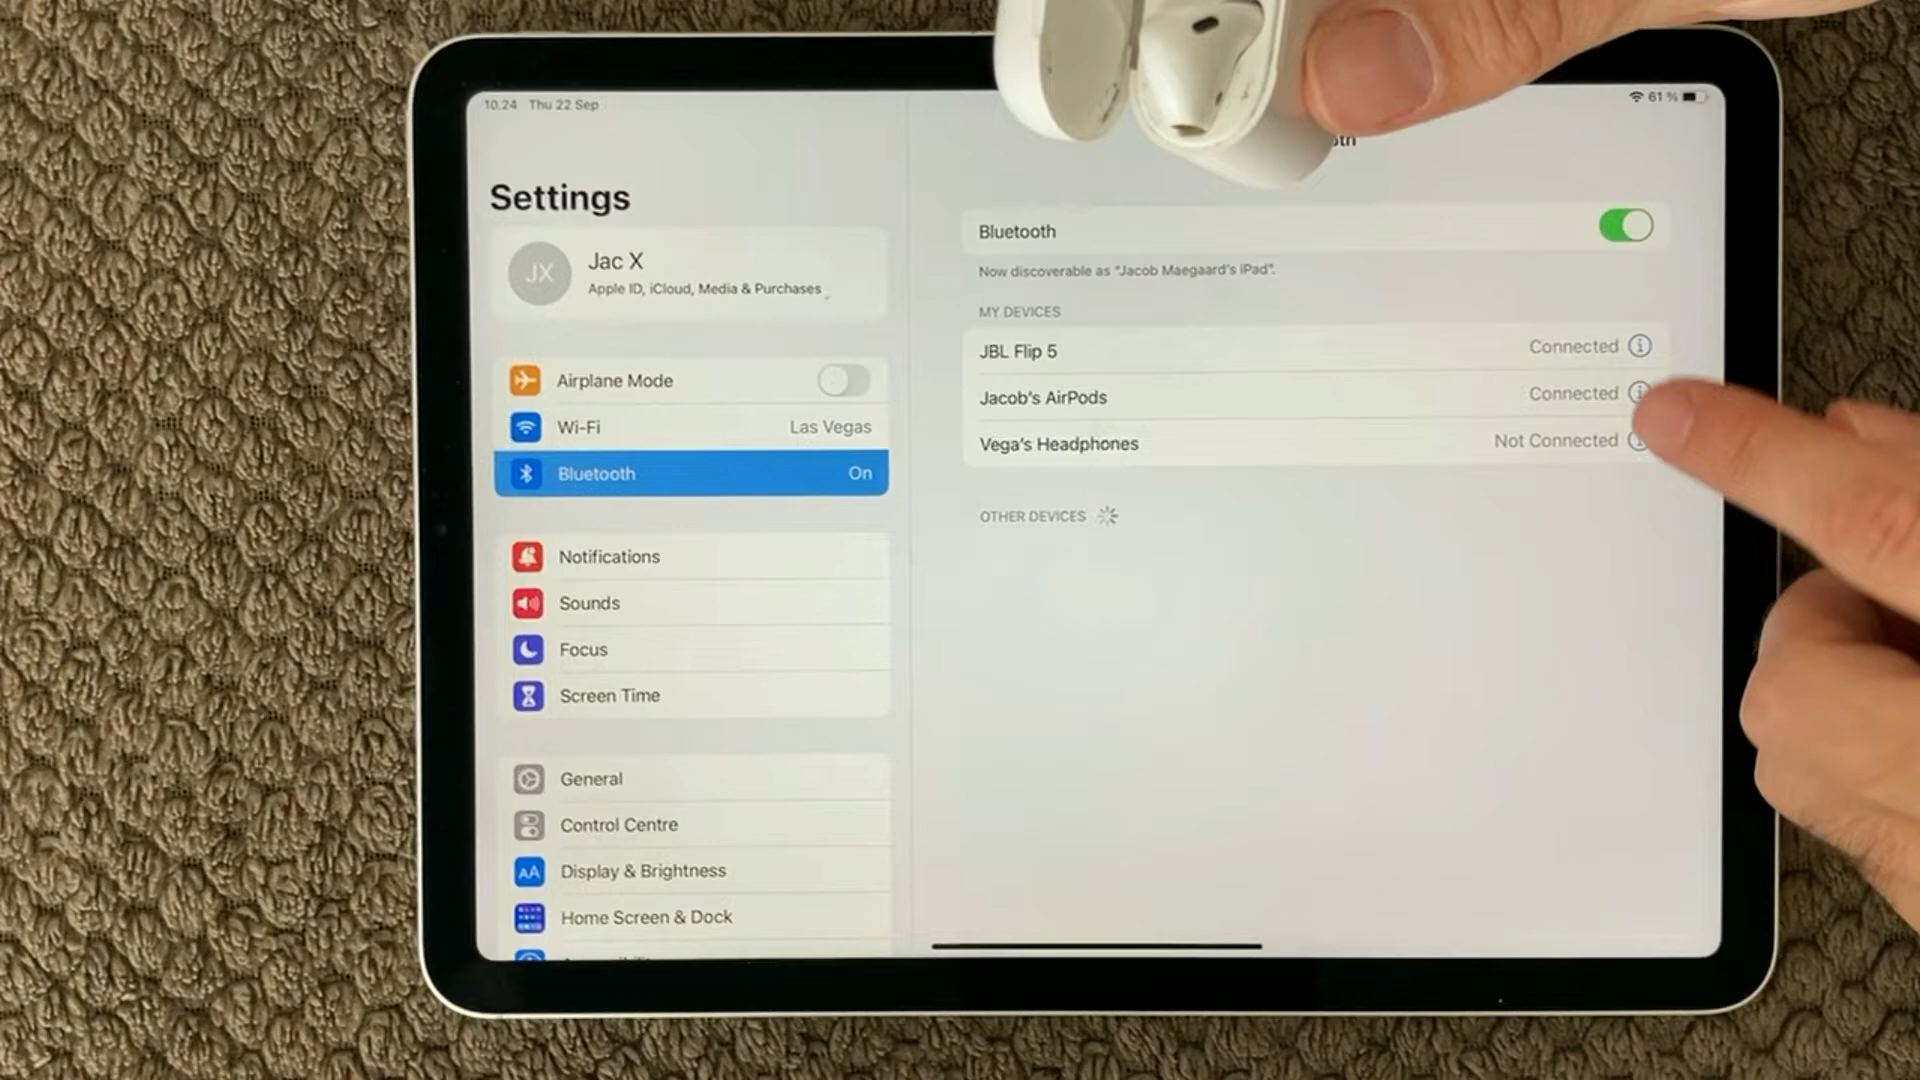 10.24 Thu 22 Sep
61 %
Settings
JX
Jac X
Apple ID, iCloud, Media & Purchases
Airplane Mode
Wi-Fi
Las Vegas
Bluetooth
On
Notifications
Sounds
Focus
Screen Time
General
Control Centre
AA
Display & Brightness
Home Screen & Dock
Bluetooth
Now discoverable as "Jacob Maegaard's iPad".
MY DEVICES
JBL Flip 5
Connected
Jacob's AirPods
Connected
Vega's Headphones
Not Connected
OTHER DEVICES